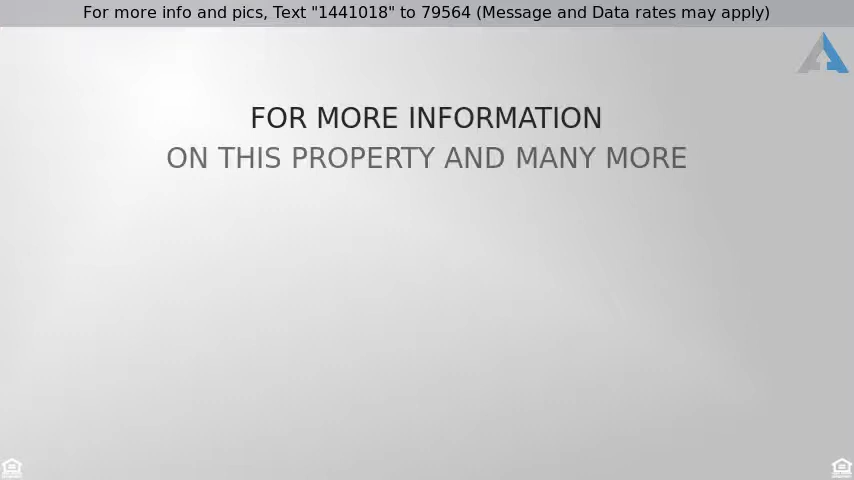 For more info and pics, Text "1441018" to 79564 (Message and Data rates may apply)
FOR MORE INFORMATION
ON THIS PROPERTY AND MANY MORE